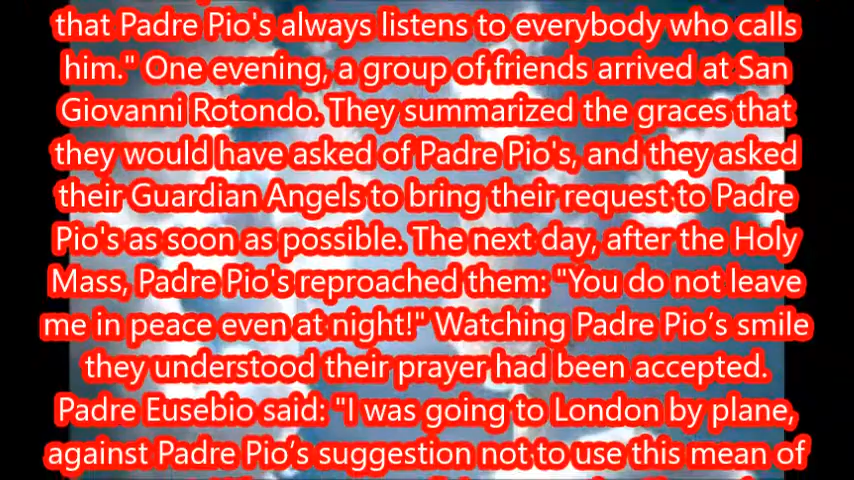 that Padre Pio's always listens to everybody who calls
him." One evening, a group of friends arrived at San
Giovanni Rotondo. They summarized the graces that
they would have asked of Padre Pio's, and they asked
their Guardian Angels to bring their request to Padre
Pio's as soon as possible. The next day, after the Holy
Mass, Padre Pio's reproached them: "You do not leave
me in peace even at night!" Watching Padre Pio’s smile
they understood their prayer had been accepted.
Padre Eusebio said: "I was going to London by plane,
against Padre Pio’s suggestion not to use this mean of